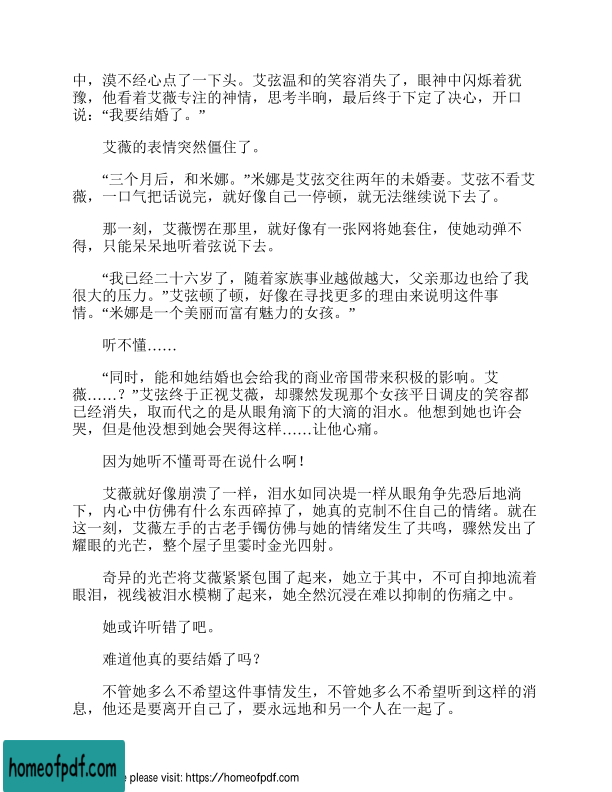 中，漠不经心点了一下头。艾弦温和的笑容消失了，眼神中闪烁着犹
豫，他看着艾薇专注的神情，思考半晌，最后终于下定了决心，开口
说：“我要结婚了。”
艾薇的表情突然僵住了。
“三个月后，和米娜。”米娜是艾弦交往两年的未婚妻。艾弦不看艾
薇，一口气把话说完，就好像自己一停顿，就无法继续说下去了。
那一刻，艾薇愣在那里，就好像有一张网将她套住，使她动弹不
得，只能呆呆地听着弦说下去。
“我已经二十六岁了，随着家族事业越做越大，父亲那边也给了我
很大的压力。”艾弦顿了顿，好像在寻找更多的理由来说明这件事
情。“米娜是一个美丽而富有魅力的女孩。”
听不懂……
“同时，能和她结婚也会给我的商业帝国带来积极的影响。艾
薇……？”艾弦终于正视艾薇，却骤然发现那个女孩平日调皮的笑容都
已经消失，取而代之的是从眼角滴下的大滴的泪水。他想到她也许会
哭，但是他没想到她会哭得这样……让他心痛。
因为她听不懂哥哥在说什么啊！
艾薇就好像崩溃了一样，泪水如同决堤一样从眼角争先恐后地淌
下，内心中仿佛有什么东西碎掉了，她真的克制不住自己的情绪。就在
这一刻，艾薇左手的古老手镯仿佛与她的情绪发生了共鸣，骤然发出了
耀眼的光芒，整个屋子里霎时金光四射。
奇异的光芒将艾薇紧紧包围了起来，她立于其中，不可自抑地流着
眼泪，视线被泪水模糊了起来，她全然沉浸在难以抑制的伤痛之中。
她或许听错了吧。
难道他真的要结婚了吗？
不管她多么不希望这件事情发生，不管她多么不希望听到这样的消
息，他还是要离开自己了，要永远地和另一个人在一起了。
homeofpdf.com
e please visit: https://homeofpdf.com